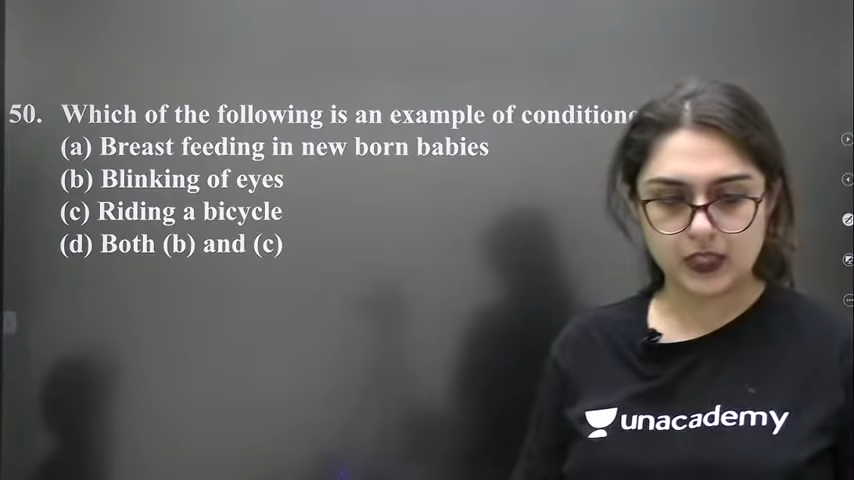 50. Which of the following is an example of condition
(a) Breast feeding in new born babies
(b) Blinking of eyes
(c) Riding a bicycle
(d) Both (b) and (c)
unacademy